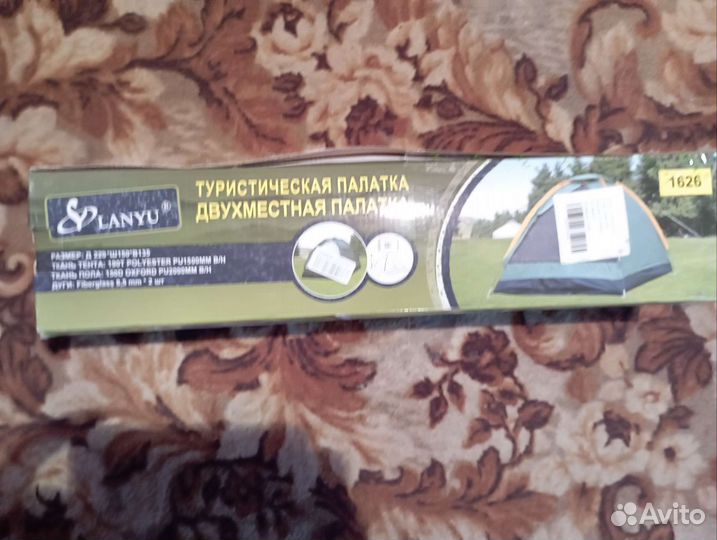 LANYU®
ТУРИСТИЧЕСКАЯ ПАЛАТКА
ДВУХМЕСТНАЯ ПАЛАТКА
РАЗМЕР: Д 220*Ш150*В135
ТКАНЬ ТЕНТА: 190T POLYESTER PU1500MM В/Н
ТКАНЬ ПОЛА: 150D OXFORD PU2000MM В/Н
ДУГИ: Fiberglass 8,5 mm * 2 шт
1626
Avito